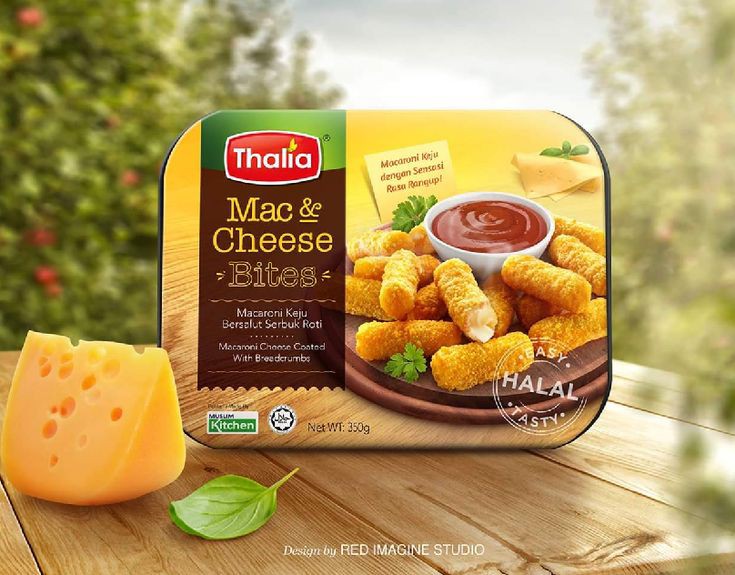 Thalia®
Mac &
Cheese
Bites
Macaroni Keju
Bersalut Serbuk Roti
Macaroni Cheese Coated
With Breadcrumbs
Macaroni Keju
dengan Sensasi
Rasa Rangup!
EASY
HALAL
TASTY
MUSLIM
Kitchen
Net WT: 350g
Design by RED IMAGINE STUDIO